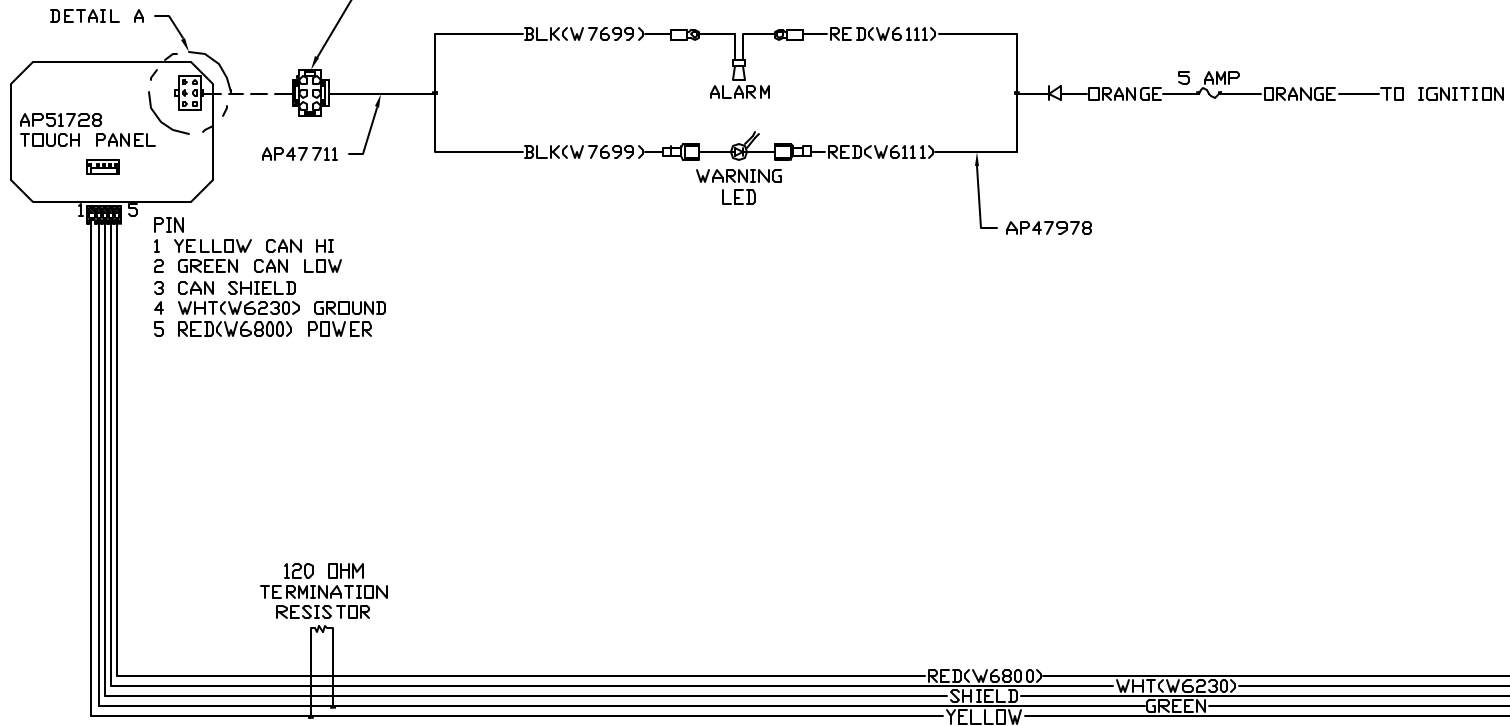 DETAIL A
BLK(W7699)
RED(W6111)
ALARM
5 AMP
ORANGE
ORANGE
TO IGNITION
AP51728
TOUCH PANEL
AP47711
BLK(W7699)
RED(W6111)
WARNING
LED
AP47978
1
5
PIN
1 YELLOW CAN HI
2 GREEN CAN LOW
3 CAN SHIELD
4 WHT(W6230) GROUND
5 RED(W6800) POWER
120 OHM
TERMINATION
RESISTOR
RED(W6800)
WHT(W6230)
SHIELD
GREEN
YELLOW